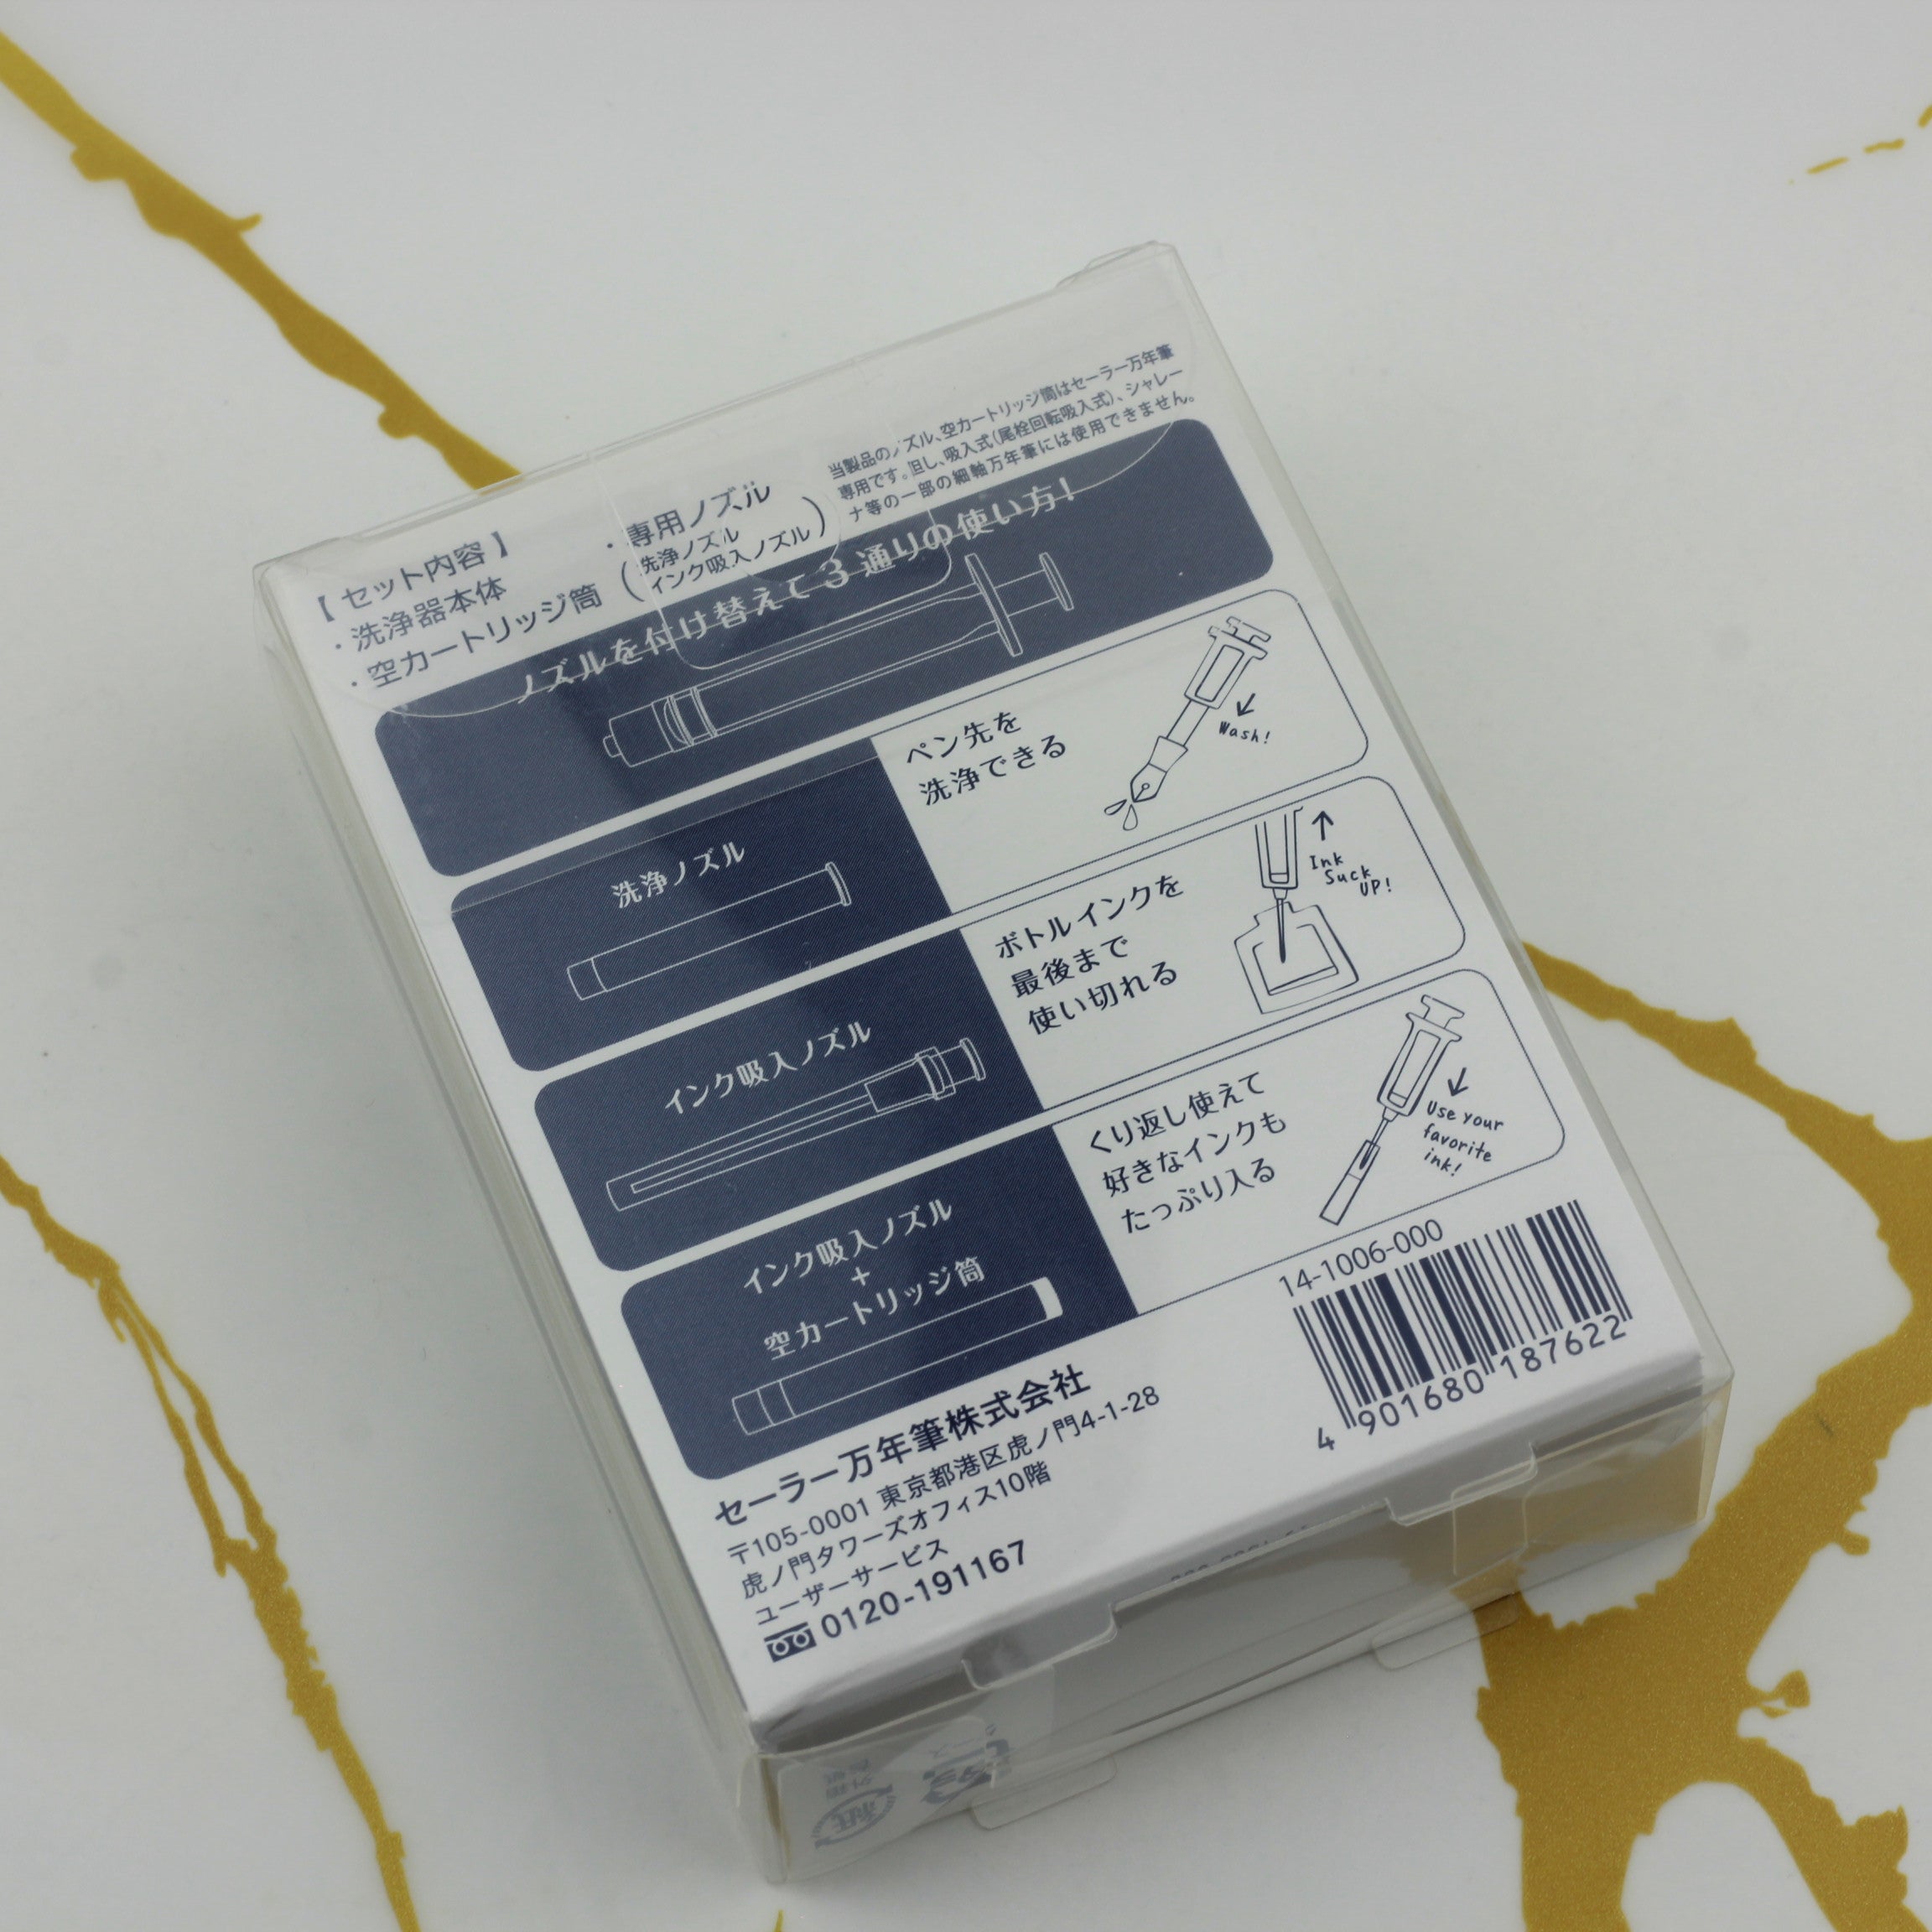 【 セット内容 】
・洗浄器本体
・空カートリッジ筒
・専用ノズル
(洗浄ノズル
インク吸入ノズル)
当製品のノズル、空カートリッジ筒はセーラー万年筆
専用です。但し、吸入式(尾栓回転吸入式)、シャレー
ナ等の一部の細軸万年筆には使用できません。
ノズルを付け替えて3通りの使い方!
洗浄ノズル
ペン先を
洗浄できる
Wash!
インク吸入ノズル
ボトルインクを
最後まで
使い切れる
Ink
Suck
UP!
インク吸入ノズル
+
空カートリッジ筒
くり返し使えて
好きなインクも
たっぷり入る
Use your
favorite
ink!
14-1006-000
4 901680 187622
セーラー万年筆株式会社
〒105-0001 東京都港区虎ノ門4-1-28
虎ノ門タワーズオフィス10階
ユーザーサービス
0120-191167